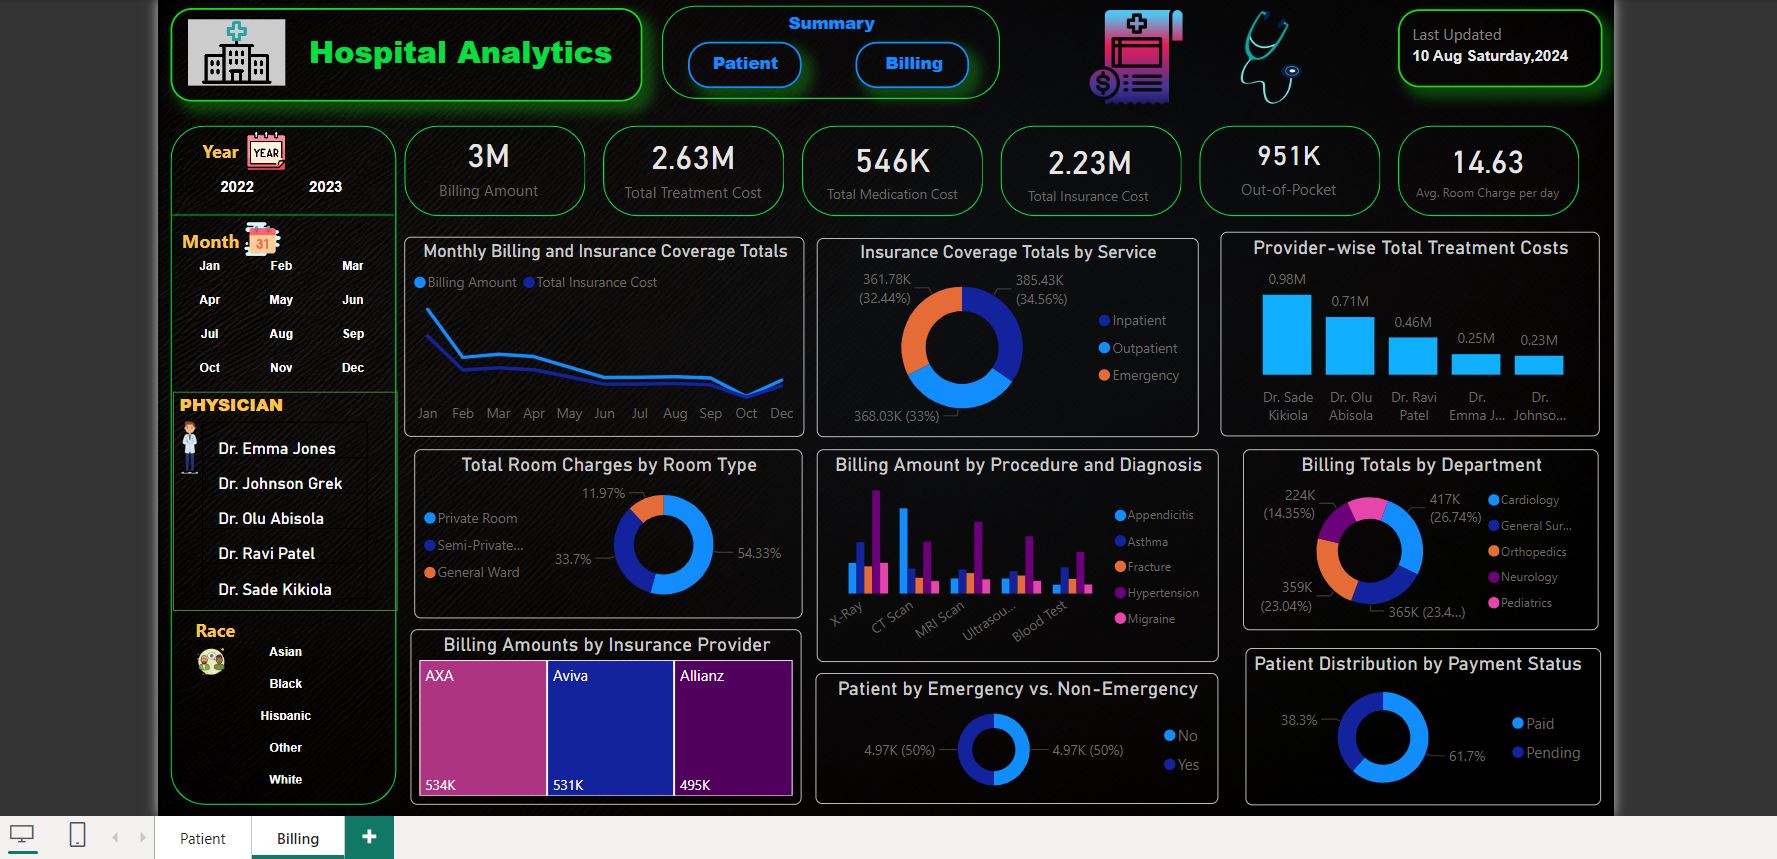 Hospital Analytics
Summary
Patient
Billing
Last Updated
10 Aug Saturday,2024
Year
YEAR
2022 2023
Month
31
Jan Feb Mar
Apr May Jun
Jul Aug Sep
Oct Nov Dec
PHYSICIAN
Dr. Emma Jones
Dr. Johnson Grek
Dr. Olu Abisola
Dr. Ravi Patel
Dr. Sade Kikiola
Race
Asian
Black
Hispanic
Other
White
3M
Billing Amount
2.63M
Total Treatment Cost
546K
Total Medication Cost
2.23M
Total Insurance Cost
951K
Out-of-Pocket
14.63
Avg. Room Charge per day
Monthly Billing and Insurance Coverage Totals
Billing Amount Total Insurance Cost
Jan Feb Mar Apr May Jun Jul Aug Sep Oct Nov Dec
Insurance Coverage Totals by Service
361.78K
(32.44%)
385.43K
(34.56%)
368.03K (33%)
Inpatient
Outpatient
Emergency
Provider-wise Total Treatment Costs
0.98M
0.71M
0.46M
0.25M
0.23M
Dr. Sade
Kikiola
Dr. Olu
Abisola
Dr. Ravi
Patel
Dr.
Emma J...
Dr.
Johnso...
Total Room Charges by Room Type
Private Room
Semi-Private...
General Ward
11.97%
33.7%
54.33%
Billing Amount by Procedure and Diagnosis
X-Ray
CT Scan
MRI Scan
Ultrasou...
Blood Test
Appendicitis
Asthma
Fracture
Hypertension
Migraine
Billing Totals by Department
224K
(14.35%)
417K
(26.74%)
359K
(23.04%)
365K (23.4...)
Cardiology
General Sur...
Orthopedics
Neurology
Pediatrics
Billing Amounts by Insurance Provider
AXA
534K
Aviva
531K
Allianz
495K
Patient by Emergency vs. Non-Emergency
4.97K (50%)
4.97K (50%)
No
Yes
Patient Distribution by Payment Status
38.3%
61.7%
Paid
Pending
Patient
Billing
+